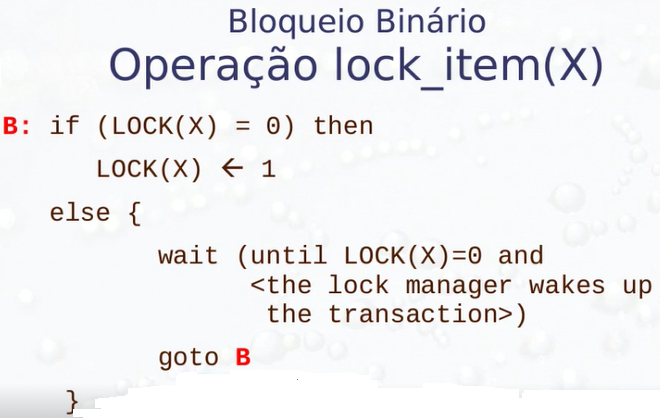 Bloqueio Binário
Operação lock_item(X)
B: if (LOCK(X) = 0) then
LOCK(X) ← 1
else {
wait (until LOCK(X)=0 and
<the lock manager wakes up
the transaction>)
goto B
}